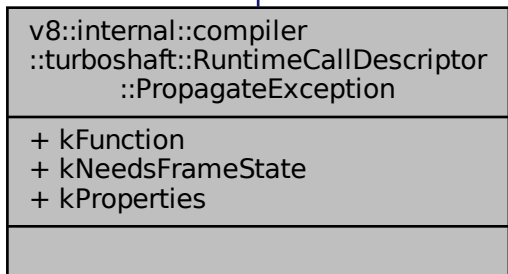 v8::internal::compiler
::turboshaft::RuntimeCallDescriptor
::PropagateException
+ kFunction
+ kNeedsFrameState
+ kProperties